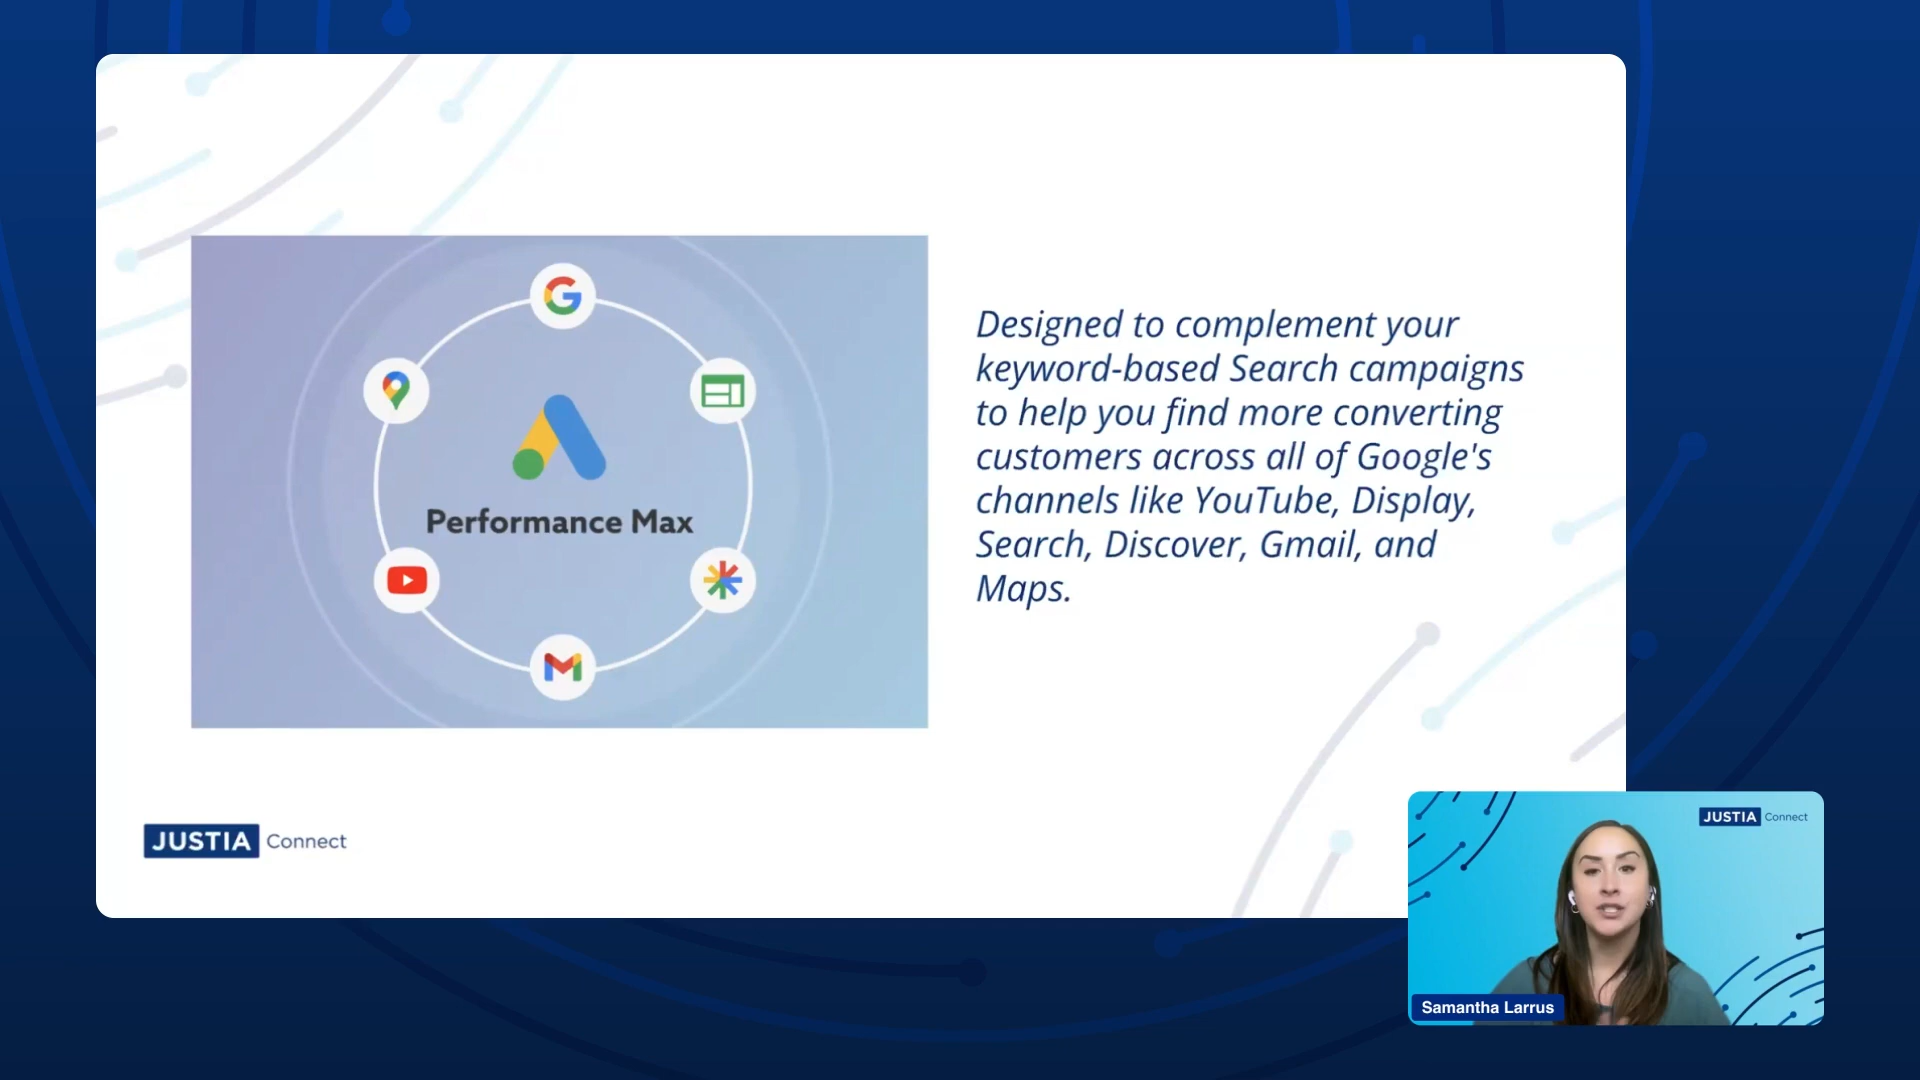 Performance Max
Designed to complement your
keyword-based Search campaigns
to help you find more converting
customers across all of Google's
channels like YouTube, Display,
Search, Discover, Gmail, and
Maps.
JUSTIA Connect
JUSTIA Connect
Samantha Larrus